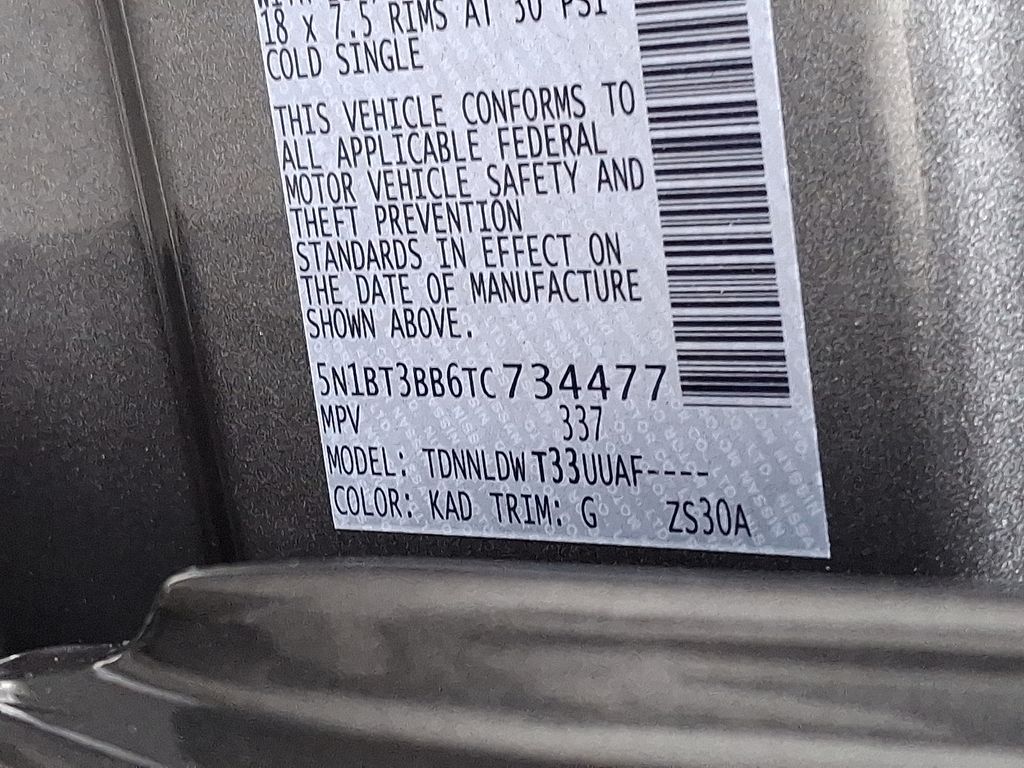 18 X 7.5 RIMS AT 30 PSI
COLD SINGLE
THIS VEHICLE CONFORMS TO
ALL APPLICABLE FEDERAL
MOTOR VEHICLE SAFETY AND
THEFT PREVENTION
STANDARDS IN EFFECT ON
THE DATE OF MANUFACTURE
SHOWN ABOVE.
5N1BT3BB6TC734477
MPV 337
MODEL: TDNNLDWT33UUAF----
COLOR: KAD TRIM: G ZS30A